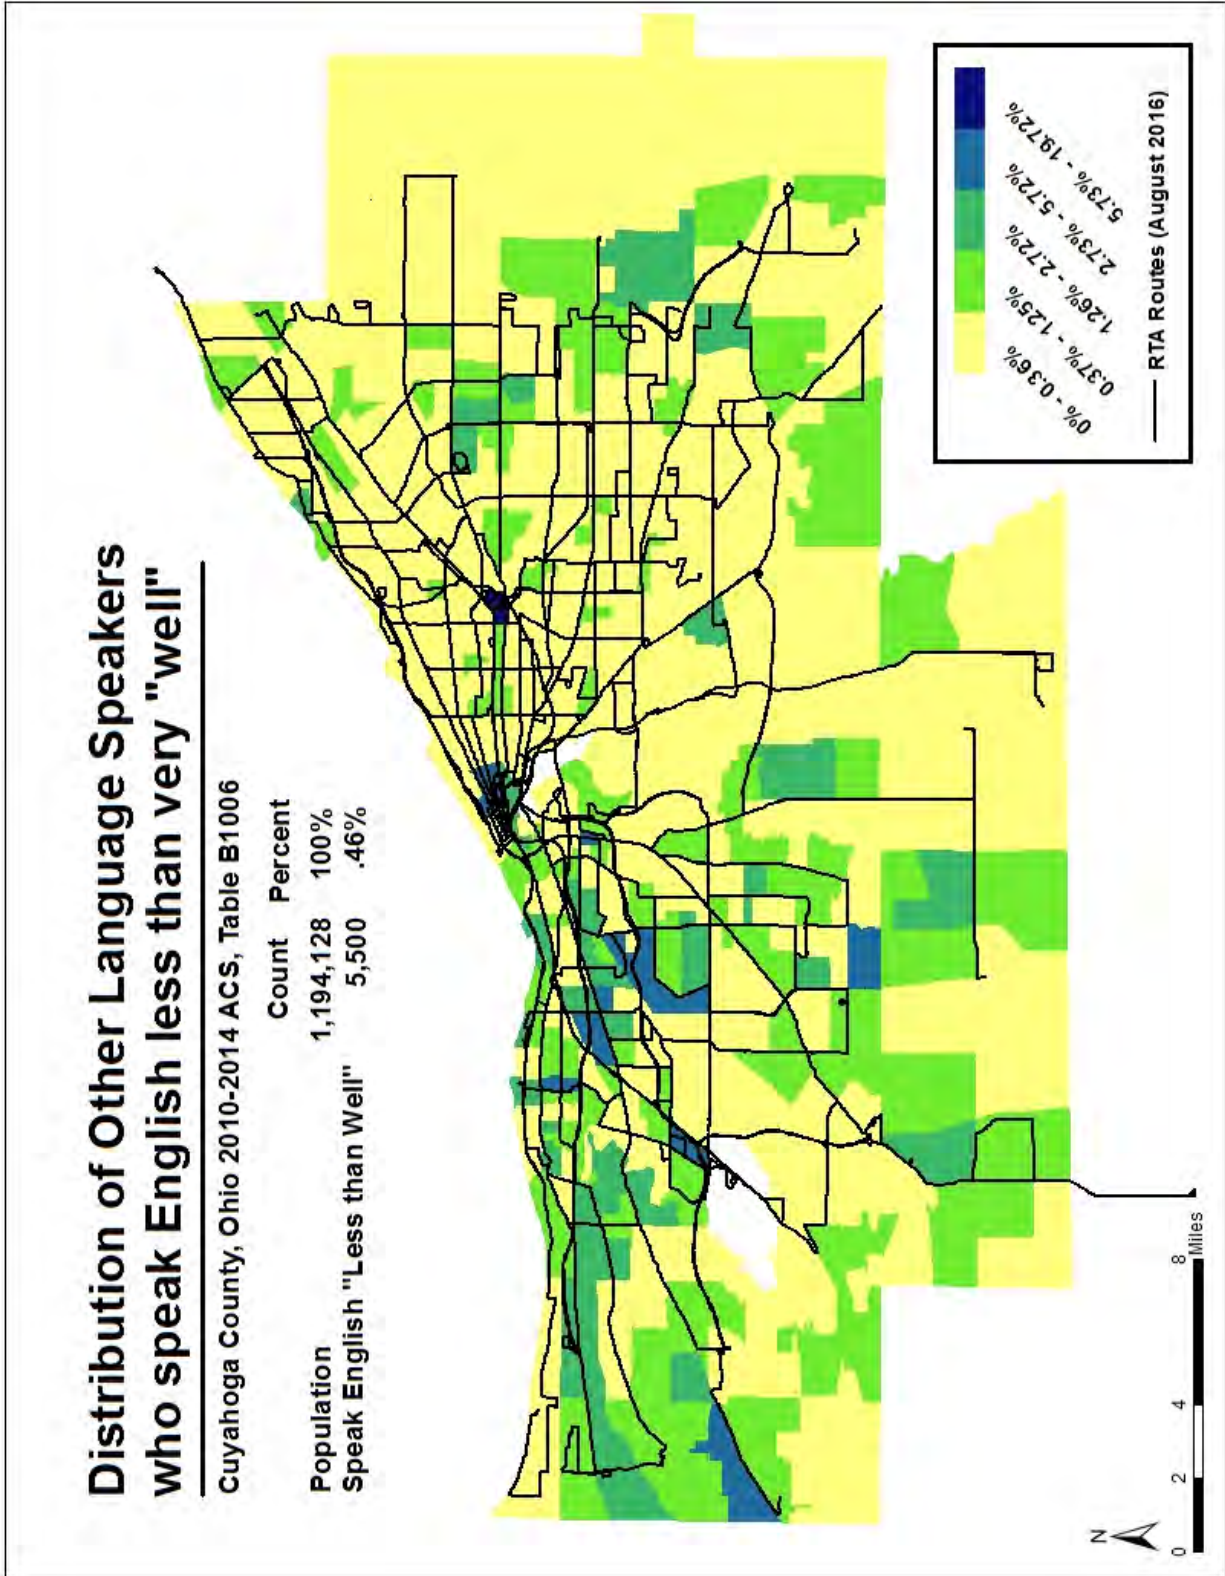 Distribution of Other Language Speakers
who speak English less than very "well"
Cuyahoga County, Ohio 2010-2014 ACS, Table B1006
Count Percent
Population 1,194,128 100%
Speak English "Less than Well" 5,500 .46%
0% - 0.36%
0.37% - 1.25%
1.26% - 2.72%
2.73% - 5.72%
5.73% - 19.72%
RTA Routes (August 2016)
N
0 2 4 8
Miles